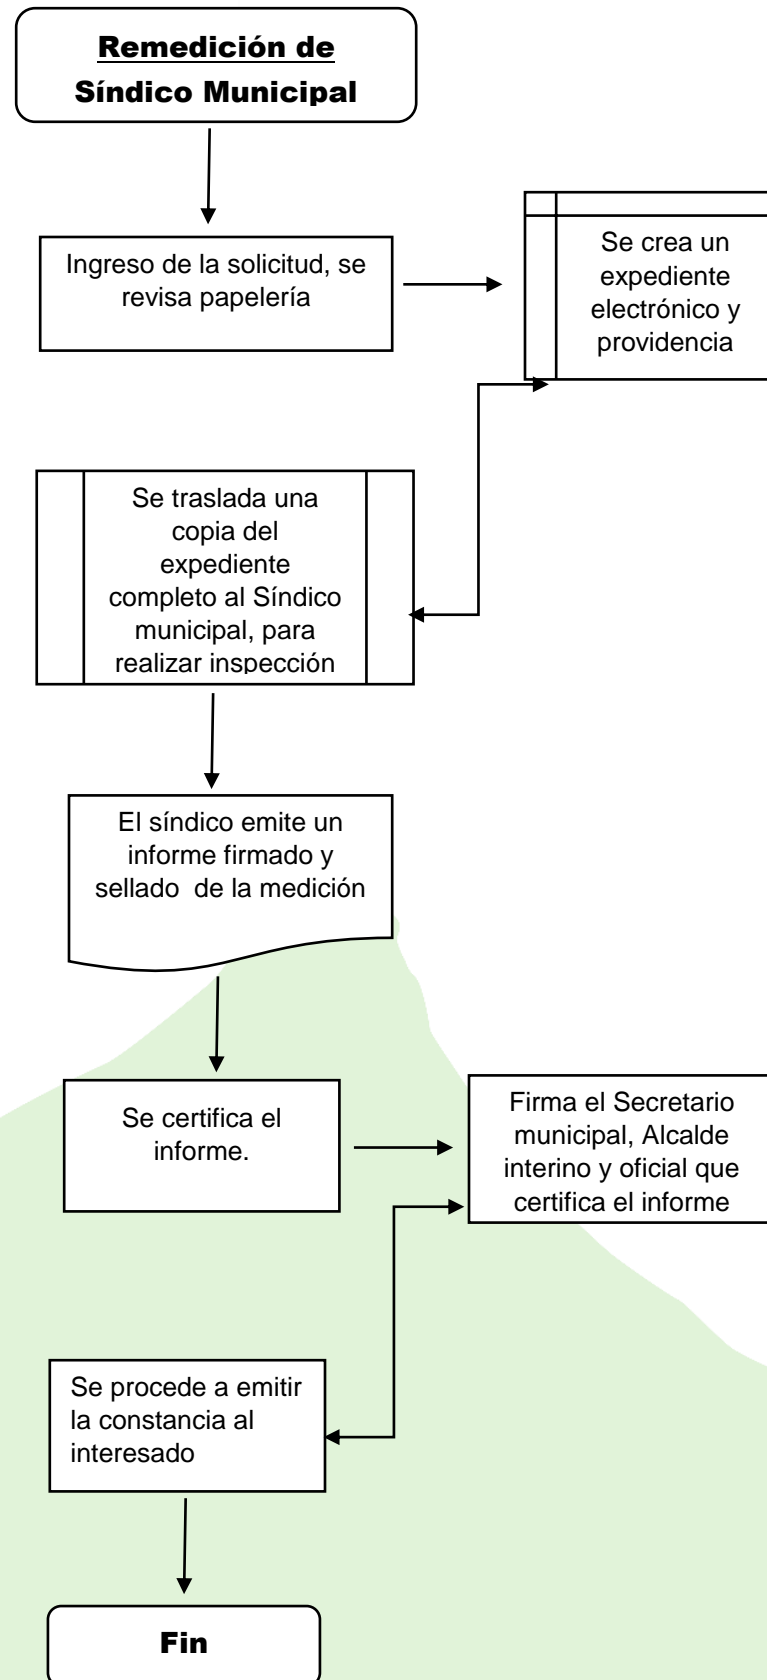 Remedición de
Síndico Municipal
Ingreso de la solicitud, se
revisa papelería
Se crea un
expediente
electrónico y
providencia
Se traslada una
copia del
expediente
completo al Síndico
municipal, para
realizar inspección
El síndico emite un
informe firmado y
sellado  de la medición
Se certifica el
informe.
Firma el Secretario
municipal, Alcalde
interino y oficial que
certifica el informe
Se procede a emitir
la constancia al
interesado
Fin